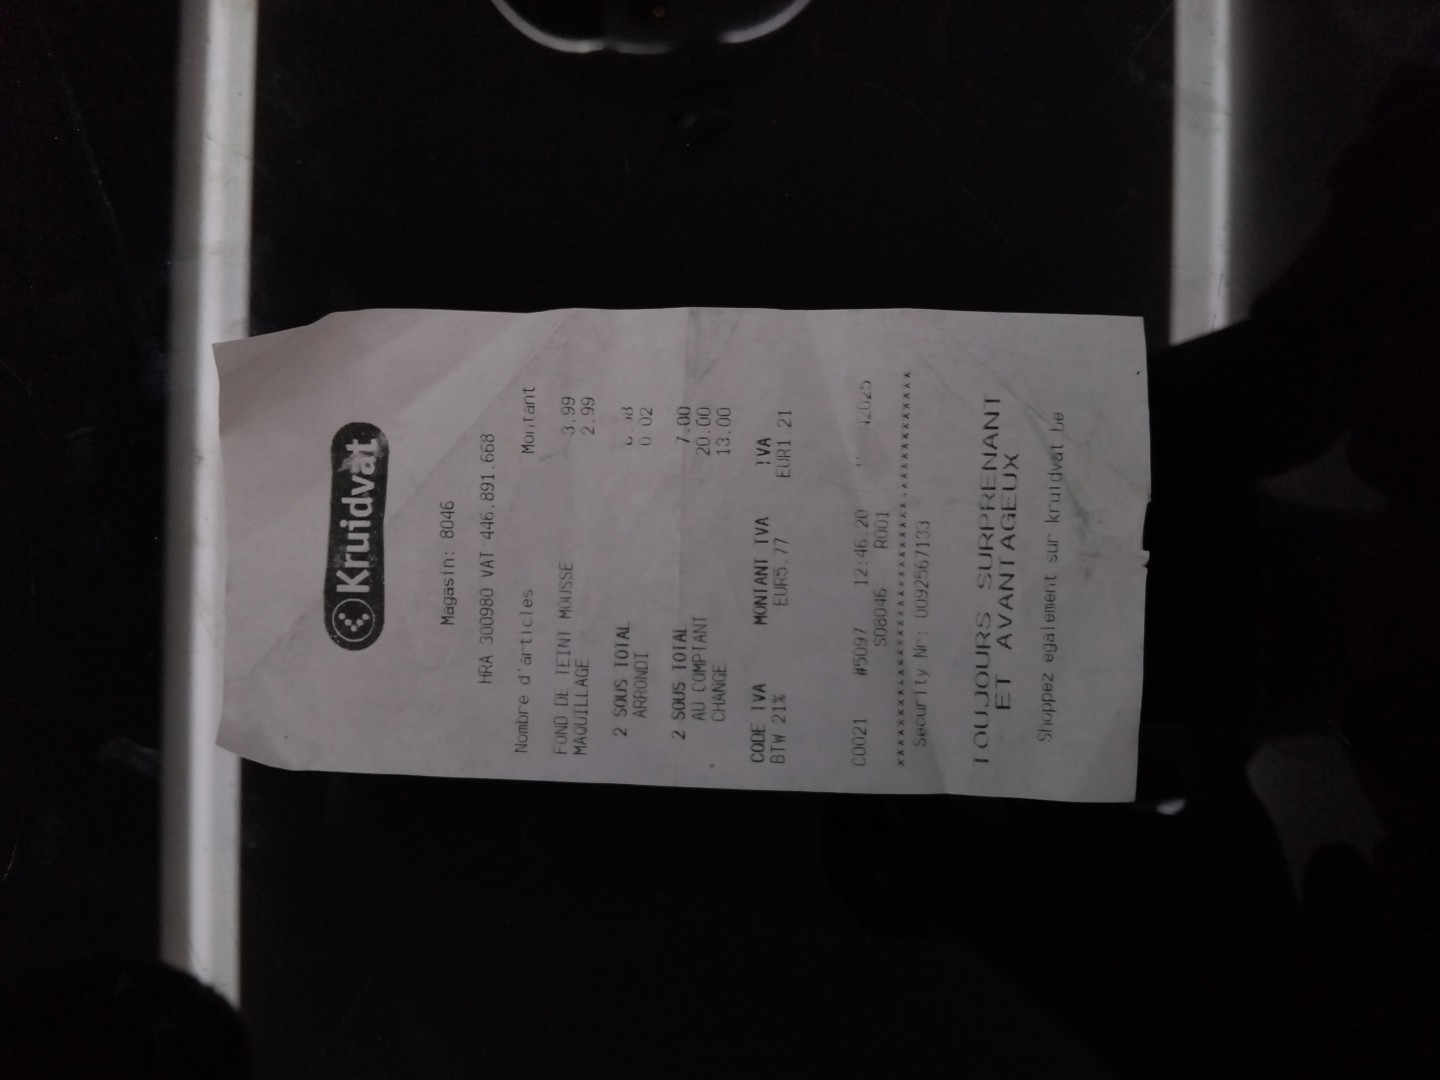 Kruidvat
Magasin: 8046
HRA 300980 VAT 446.891.668
Nombre d'articles Montant
FOND DE TEINT MOUSSE 3.99
MAQUILLAGE 2.99
2 SOUS TOTAL
ARRONDI 0.02
2 SOUS TOTAL 7.00
AU COMPTANT 20.00
CHANGE 13.00
CODE TVA MONTANT TVA TVA
BTW 21% EUR5.77 EUR1.21
C0021 #5097 12:46.20
S08046 R001
xxxxxxxxxxxxxxxxxxxxxxxxxxxxxxxxxxxxxxxx
Security Nr: 0092567133
TOUJOURS SURPRENANT
ET AVANTAGEUX
Shoppez egalement sur kruidvat.be